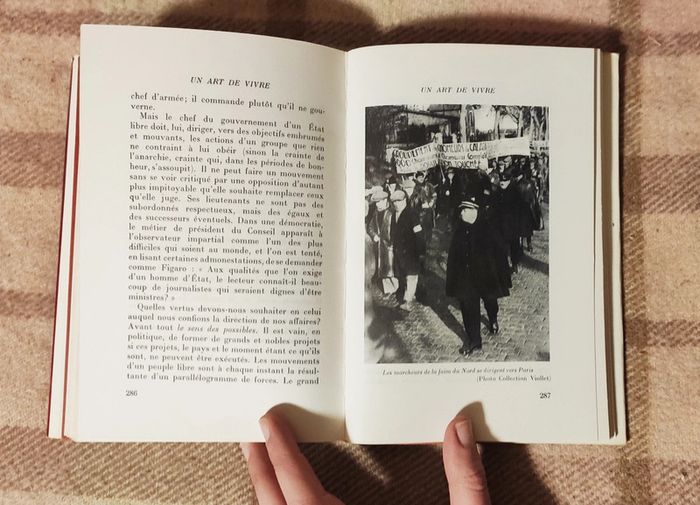 UN ART DE VIVRE
chef d'armée; il commande plutôt qu'il ne gou-
verne.
Mais le chef du gouvernement d'un État
libre doit, lui, diriger, vers des objectifs embrumés
et mouvants, les actions d'un groupe que rien
ne contraint à lui obéir (sinon la crainte de
l'anarchie, crainte qui, dans les périodes de bon-
heur, s'assoupit). Il ne peut faire un mouvement
sans se voir critiqué par une opposition d'autant
plus impitoyable qu'elle souhaite remplacer ceux
qu'elle juge. Ses lieutenants ne sont pas des
subordonnés respectueux, mais des égaux et
des successeurs éventuels. Dans une démocratie,
le métier de président du Conseil apparaît à
l'observateur impartial comme l'un des plus
difficiles qui soient au monde, et l'on est tenté,
en lisant certaines admonestations, de se demander
comme Figaro : « Aux qualités que l'on exige
d'un homme d'État, le lecteur connaît-il beau-
coup de journalistes qui seraient dignes d'être
ministres? »
Quelles vertus devons-nous souhaiter en celui
auquel nous confions la direction de nos affaires?
Avant tout le sens des possibles. Il est vain, en
politique, de former de grands et nobles projets
si ces projets, le pays et le moment étant ce qu'ils
sont, ne peuvent être exécutés. Les mouvements
d'un peuple libre sont à chaque instant la résul-
tante d'un parallélogramme de forces. Le grand
286
UN ART DE VIVRE
Les marcheurs de la faim du Nord se dirigent vers Paris
(Photo Collection Viollet)
287